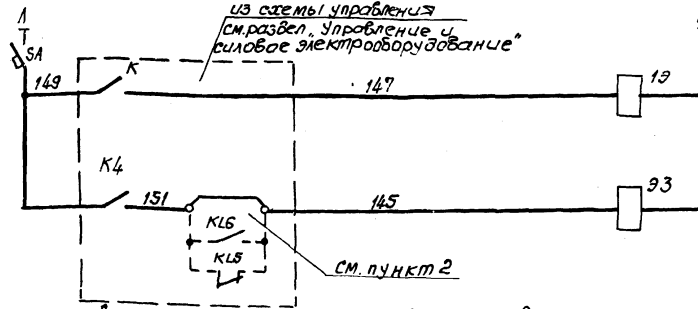 из схемы управления
см. развел. „Управление и
силовое электрооборудование"
Л
SA
149
К
147
1Э
К4
151
145
ЭЗ
KL6
KL5
см. пункт 2